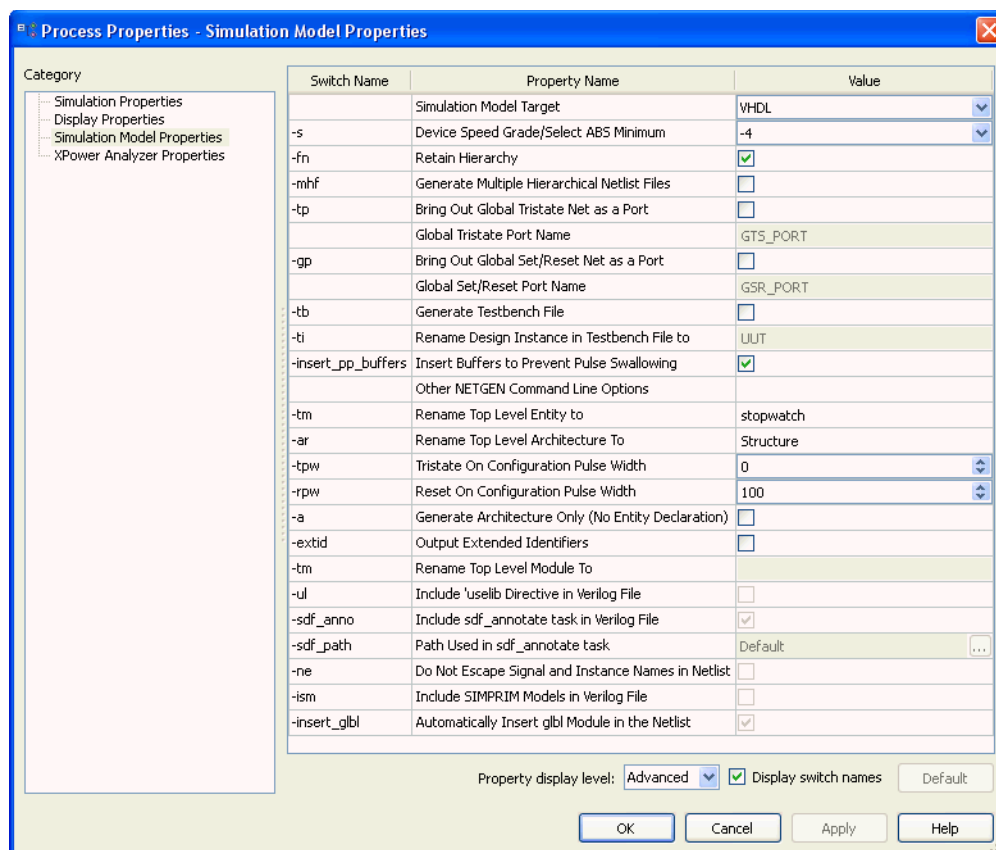 Process Properties - Simulation Model Properties
Category
Simulation Properties
Display Properties
Simulation Model Properties
XPower Analyzer Properties
Switch Name Property Name Value
Simulation Model Target VHDL
-s Device Speed Grade/Select ABS Minimum -4
-fn Retain Hierarchy
-mhf Generate Multiple Hierarchical Netlist Files
-tp Bring Out Global Tristate Net as a Port
Global Tristate Port Name GTS_PORT
-gp Bring Out Global Set/Reset Net as a Port
Global Set/Reset Port Name GSR_PORT
-tb Generate Testbench File
-ti Rename Design Instance in Testbench File to UUT
-insert_pp_buffers Insert Buffers to Prevent Pulse Swallowing
Other NETGEN Command Line Options
-tm Rename Top Level Entity to stopwatch
-ar Rename Top Level Architecture To Structure
-tpw Tristate On Configuration Pulse Width 0
-rpw Reset On Configuration Pulse Width 100
-a Generate Architecture Only (No Entity Declaration)
-extid Output Extended Identifiers
-tm Rename Top Level Module To
-ul Include 'uselib Directive in Verilog File
-sdf_anno Include sdf_annotate task in Verilog File
-sdf_path Path Used in sdf_annotate task Default ...
-ne Do Not Escape Signal and Instance Names in Netlist
-ism Include SIMPRIM Models in Verilog File
-insert_glbl Automatically Insert glbl Module in the Netlist
Property display level: Advanced Display switch names Default
OK Cancel Apply Help